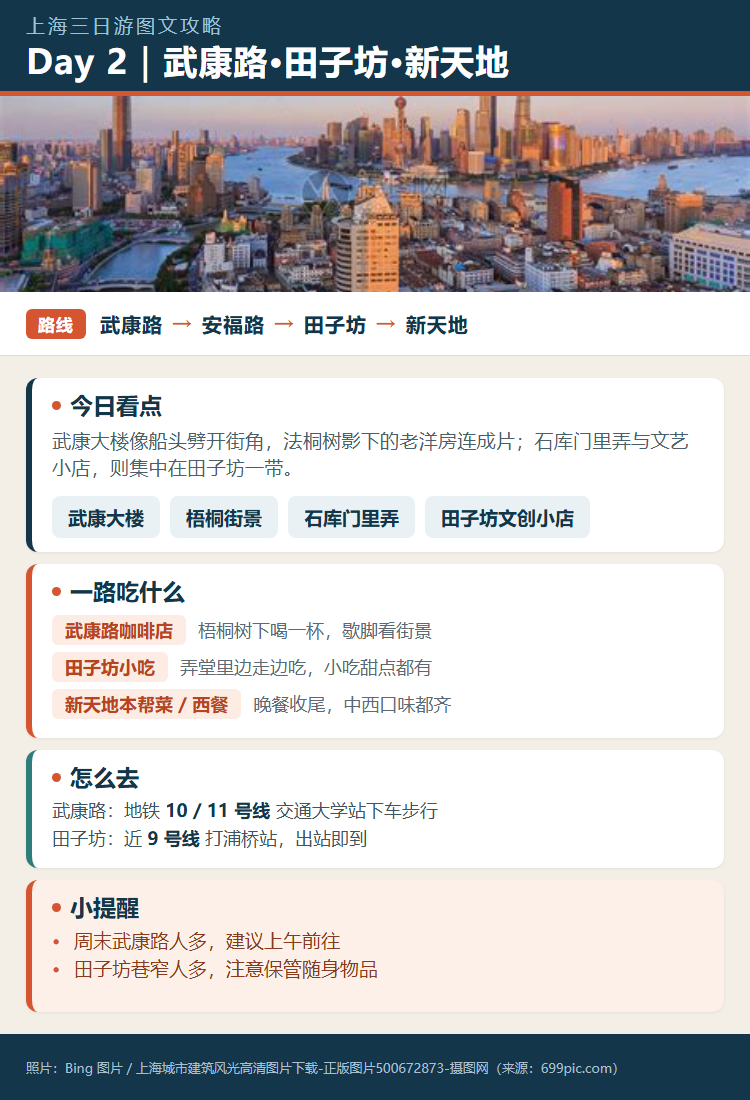 上海三日游图文攻略
Day 2 | 武康路·田子坊·新天地
路线 武康路 → 安福路 → 田子坊 → 新天地
今日看点
武康大楼像船头劈开街角，法桐树影下的老洋房连成片；石库门里弄与文艺
小店，则集中在田子坊一带。
武康大楼 梧桐街景 石库门里弄 田子坊文创小店
一路吃什么
武康路咖啡店 梧桐树下喝一杯，歇脚看街景
田子坊小吃 弄堂里边走边吃，小吃甜点都有
新天地本帮菜 / 西餐 晚餐收尾，中西口味都齐
怎么去
武康路：地铁 10 / 11 号线 交通大学站下车步行
田子坊：近 9 号线 打浦桥站，出站即到
小提醒
• 周末武康路人多，建议上午前往
• 田子坊巷窄人多，注意保管随身物品
照片：Bing 图片 / 上海城市建筑风光高清图片下载-正版图片500672873-摄图网（来源：699pic.com）